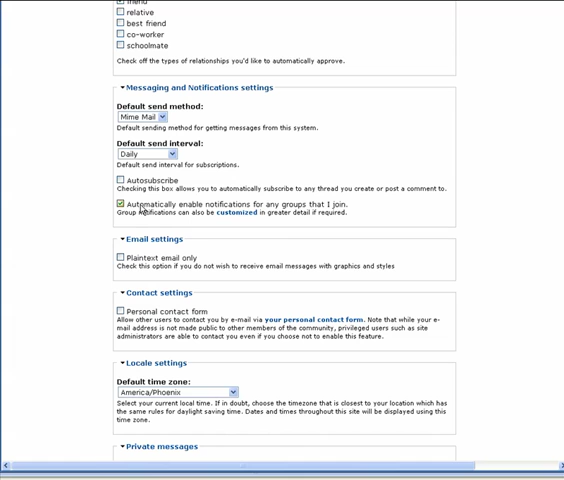 friend
relative
best friend
co-worker
schoolmate
Check off the types of relationships you'd like to automatically approve.
Messaging and Notifications settings
Default send method:
Mime Mail
Default sending method for getting messages from this system.
Default send interval:
Daily
Default send interval for subscriptions.
Autosubscribe
Checking this box allows you to automatically subscribe to any thread you create or post a comment to.
Automatically enable notifications for any groups that I join.
Group notifications can also be customized in greater detail if required.
Email settings
Plaintext email only
Check this option if you do not wish to receive email messages with graphics and styles
Contact settings
Personal contact form
Allow other users to contact you by e-mail via your personal contact form. Note that while your e-
mail address is not made public to other members of the community, privileged users such as site
administrators are able to contact you even if you choose not to enable this feature.
Locale settings
Default time zone:
America/Phoenix
Select your current local time. If in doubt, choose the timezone that is closest to your location which has
the same rules for daylight saving time. Dates and times throughout this site will be displayed using this
time zone.
Private messages